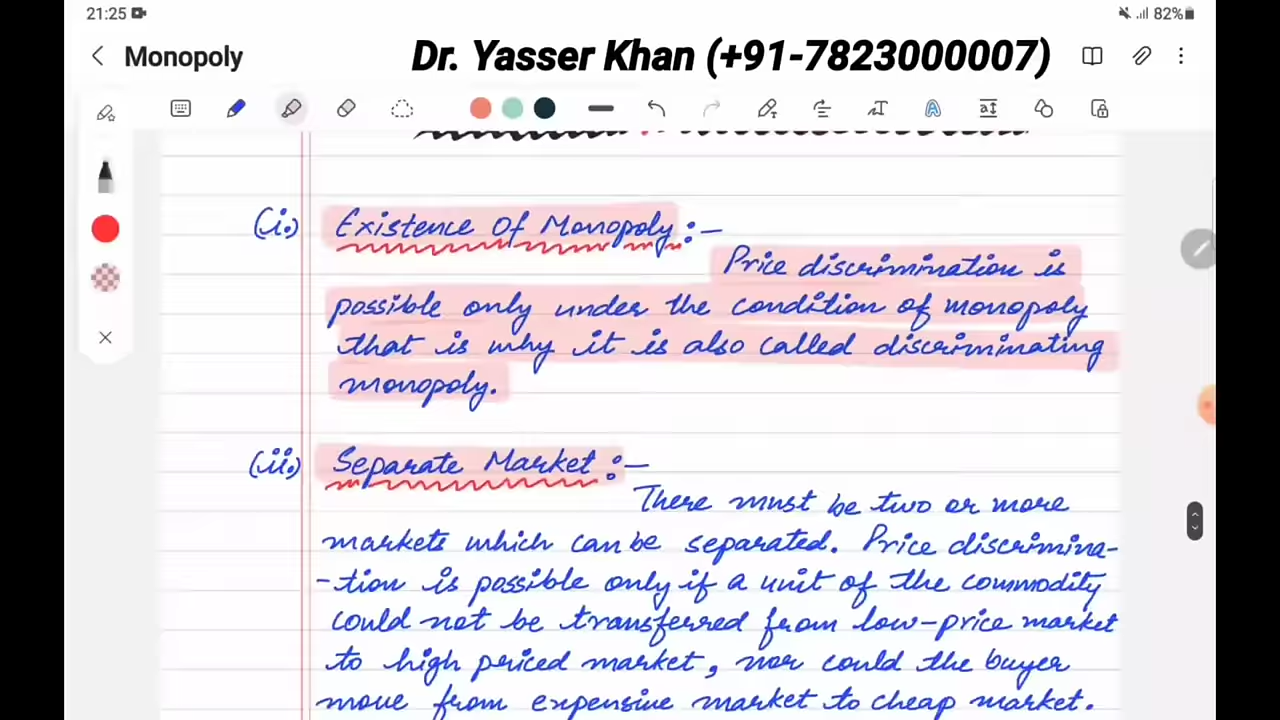 21:25
82%
Monopoly
Dr. Yasser Khan (+91-7823000007)
(i.) Existence Of Monopoly :-
Price discrimination is
possible only under the condition of monopoly
that is why it is also called discriminating
monopoly.
(ii.) Separate Market :-
There must be two or more
markets which can be separated. Price discrimina-
-tion is possible only if a unit of the commodity
could not be transferred from low-price market
to high priced market, nor could the buyer
move from expensive market to cheap market.